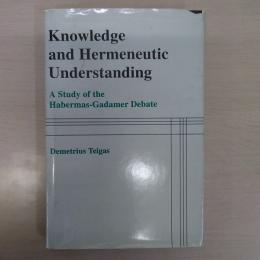 Knowledge
and Hermeneutic
Understanding
A Study of the
Habermas-Gadamer Debate
Demetrius Teigas